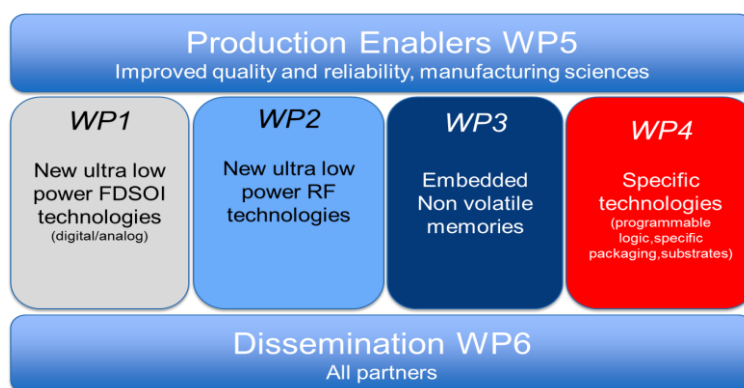 Production Enablers WP5
Improved quality and reliability, manufacturing sciences
WP1
New ultra low
power FDSOI
technologies
(digital/analog)
WP2
New ultra low
power RF
technologies
WP3
Embedded
Non volatile
memories
WP4
Specific
technologies
(programmable
logic,specific
packaging,substrates)
Dissemination WP6
All partners